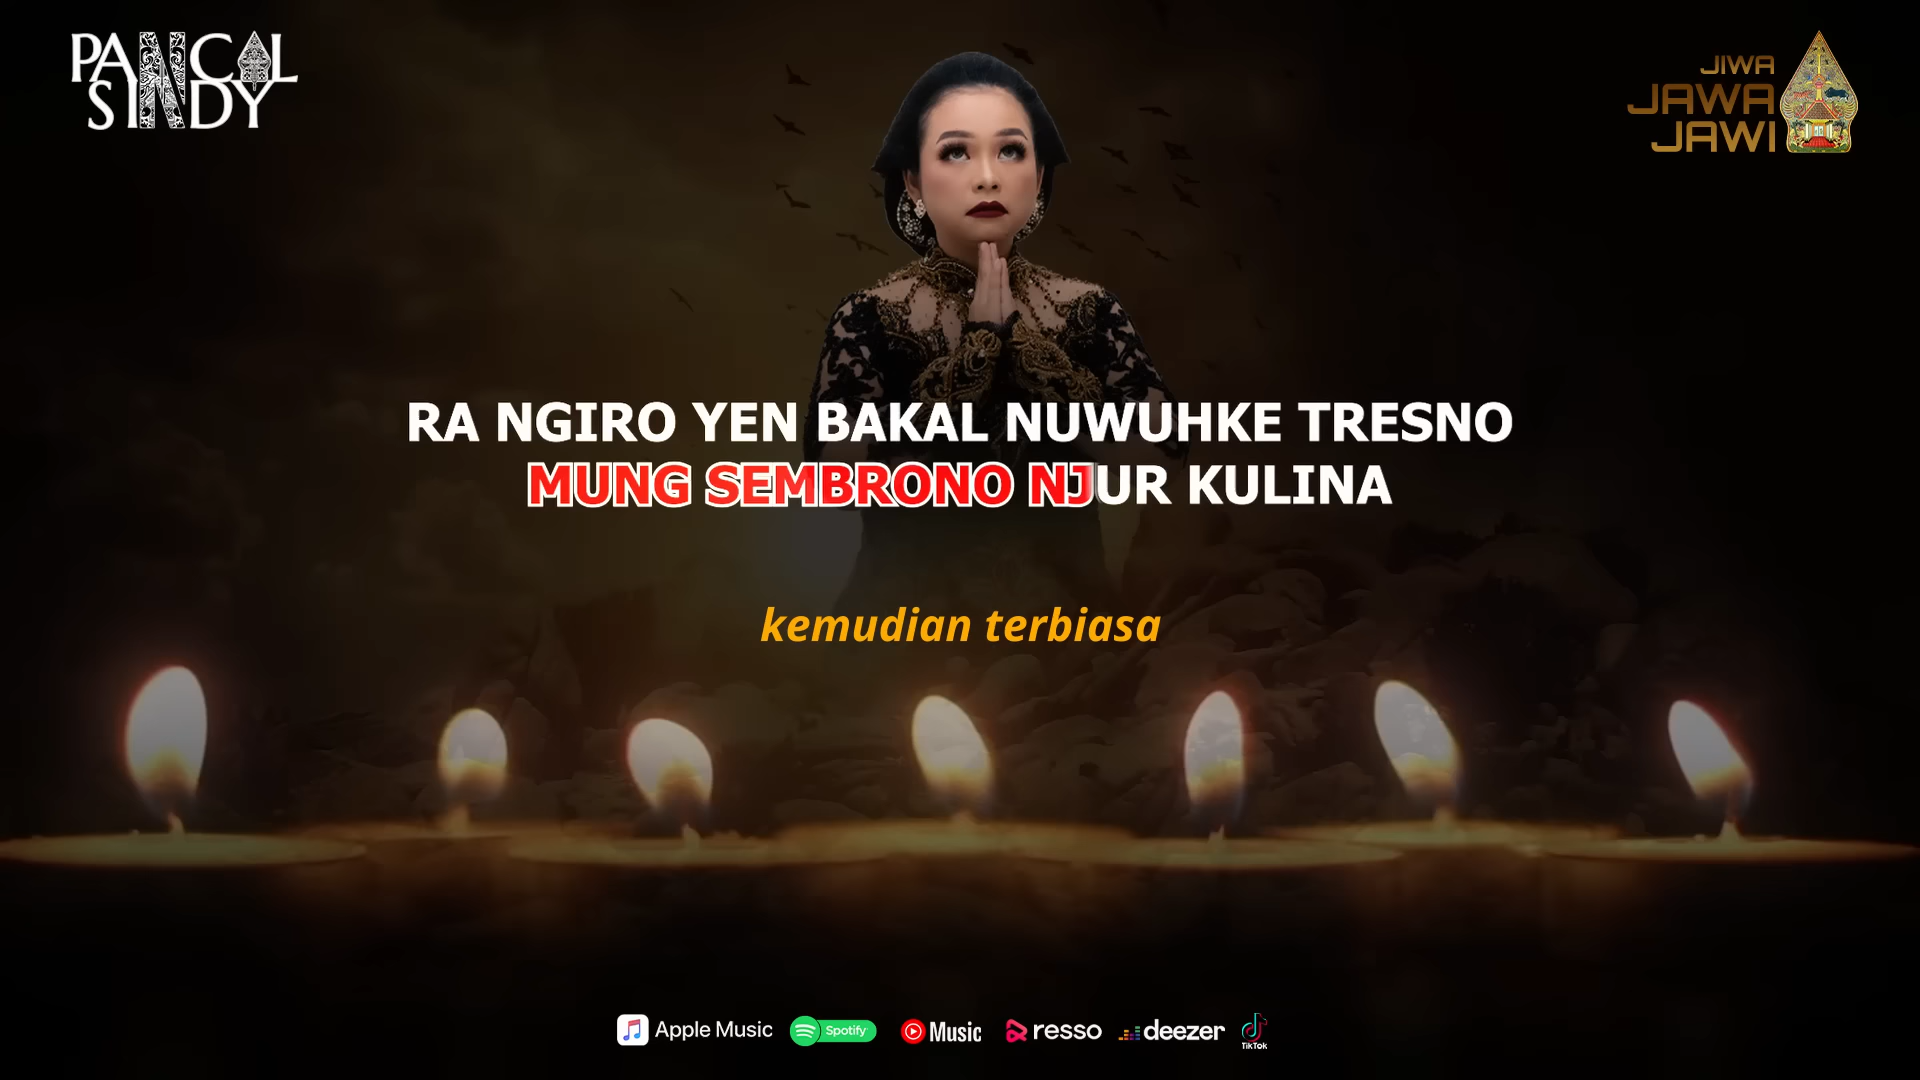 PANCAL
SINDY
JIWA
JAWA
JAWI
RA NGIRO YEN BAKAL NUWUHKE TRESNO
MUNG SEMBRONO NJUR KULINA
kemudian terbiasa
Apple Music Spotify Music resso deezer TikTok